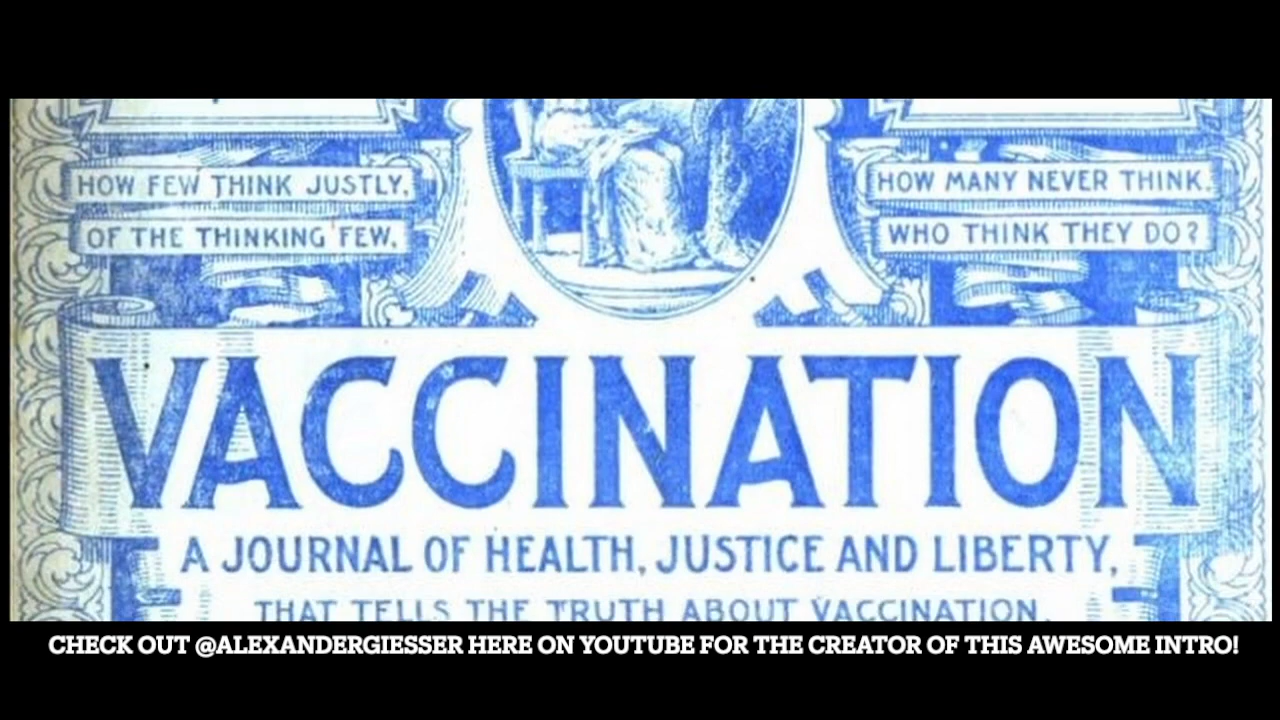 HOW FEW THINK JUSTLY,
OF THE THINKING FEW,
HOW MANY NEVER THINK,
WHO THINK THEY DO?
VACCINATION
A JOURNAL OF HEALTH, JUSTICE AND LIBERTY,
THAT TELLS THE TRUTH ABOUT VACCINATION.
CHECK OUT @ALEXANDERGIESSER HERE ON YOUTUBE FOR THE CREATOR OF THIS AWESOME INTRO!